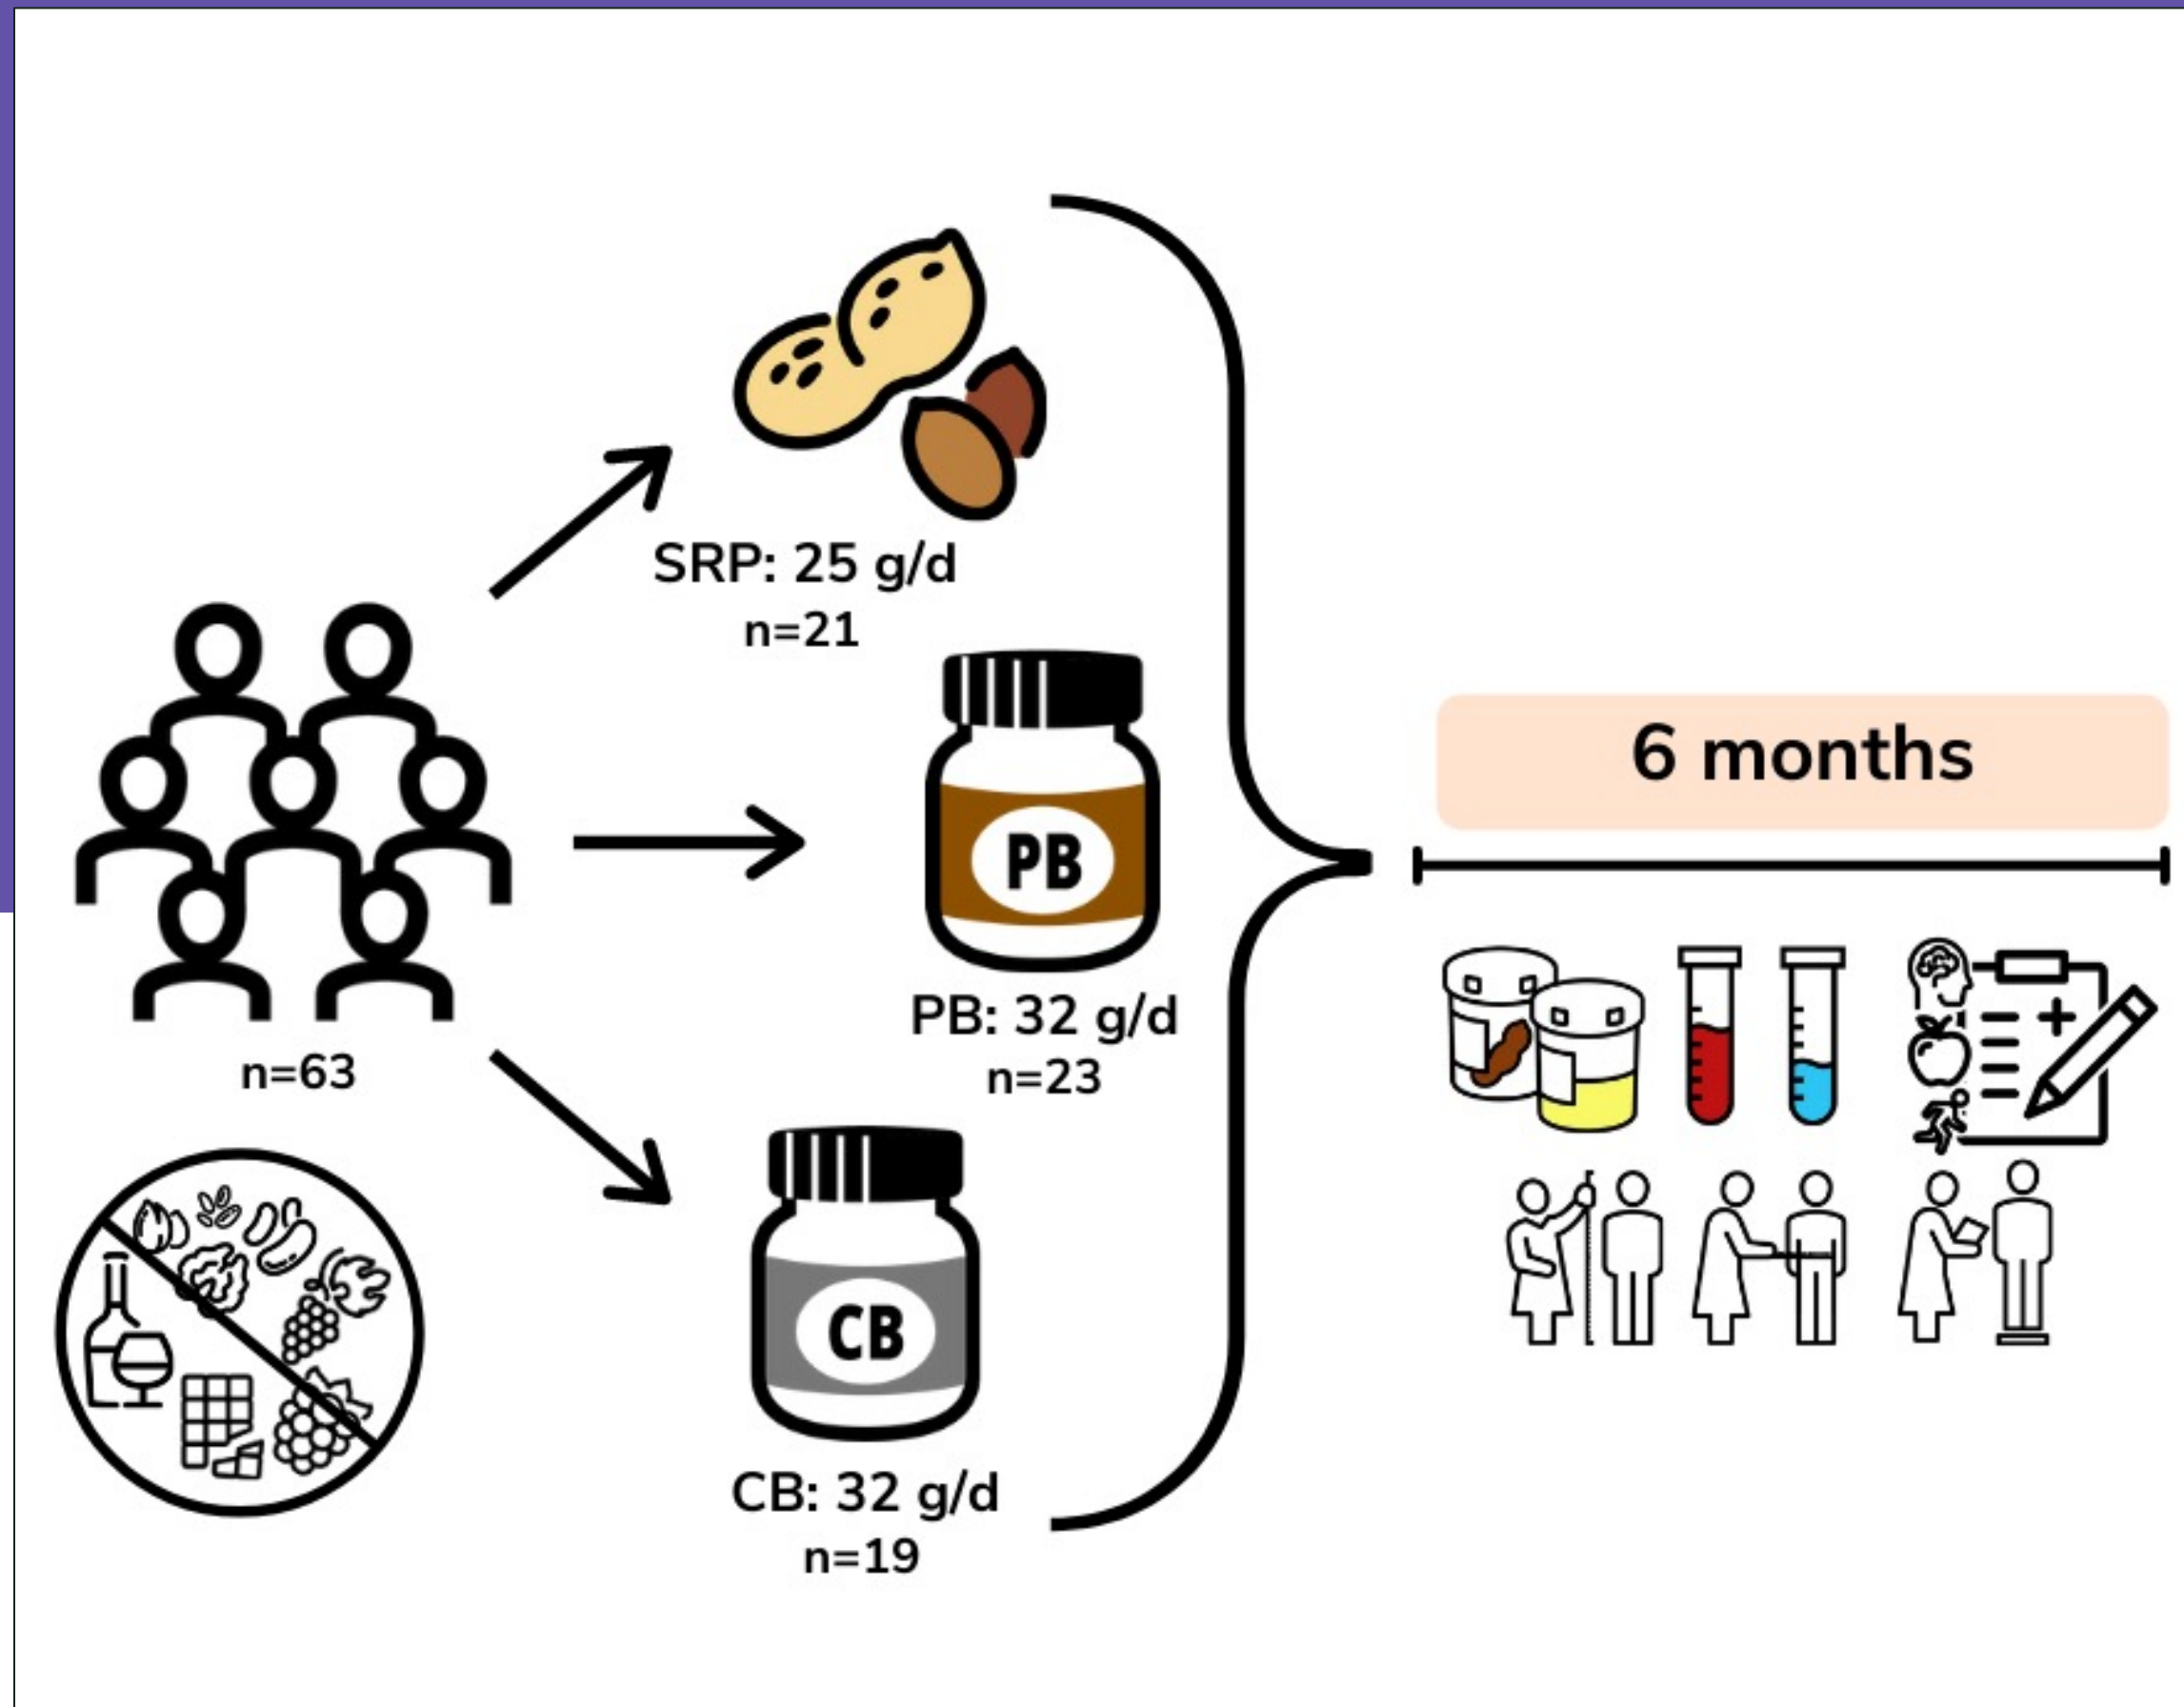 SRP: 25 g/d
n=21
PB
PB: 32 g/d
n=23
n=63
CB
CB: 32 g/d
n=19
6 months